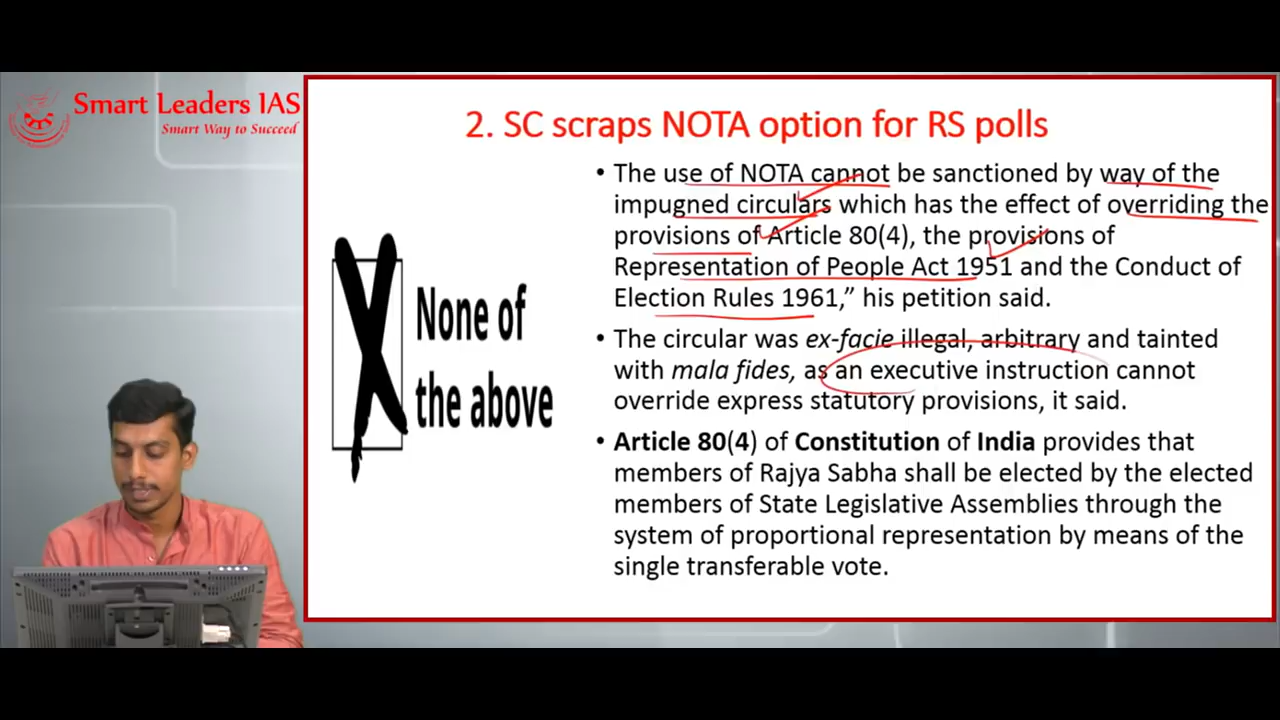 Smart Leaders IAS
Smart Way to Succeed
2. SC scraps NOTA option for RS polls
None of
the above
• The use of NOTA cannot be sanctioned by way of the
impugned circulars which has the effect of overriding the
provisions of Article 80(4), the provisions of
Representation of People Act 1951 and the Conduct of
Election Rules 1961,” his petition said.
• The circular was ex-facie illegal, arbitrary and tainted
with mala fides, as an executive instruction cannot
override express statutory provisions, it said.
• Article 80(4) of Constitution of India provides that
members of Rajya Sabha shall be elected by the elected
members of State Legislative Assemblies through the
system of proportional representation by means of the
single transferable vote.